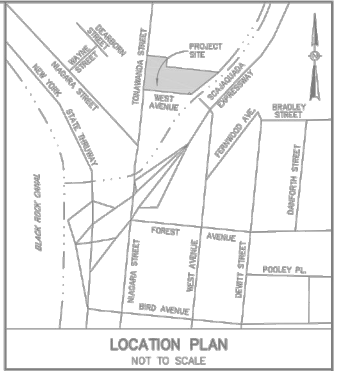 DEARBORN
STREET
WAYNE
STREET
TONAWANDA STREET
PROJECT
SITE
NIAGARA STREET
NEW YORK
STATE THRUWAY
WEST
AVENUE
SCAJAQUADA
EXPRESSWAY
FERNWOOD AVE.
BRADLEY
STREET
DANFORTH STREET
BLACK ROCK CANAL
FOREST AVENUE
NIAGARA STREET
WEST AVENUE
DEWITT STREET
POOLEY PL.
BIRD AVENUE
LOCATION PLAN
NOT TO SCALE